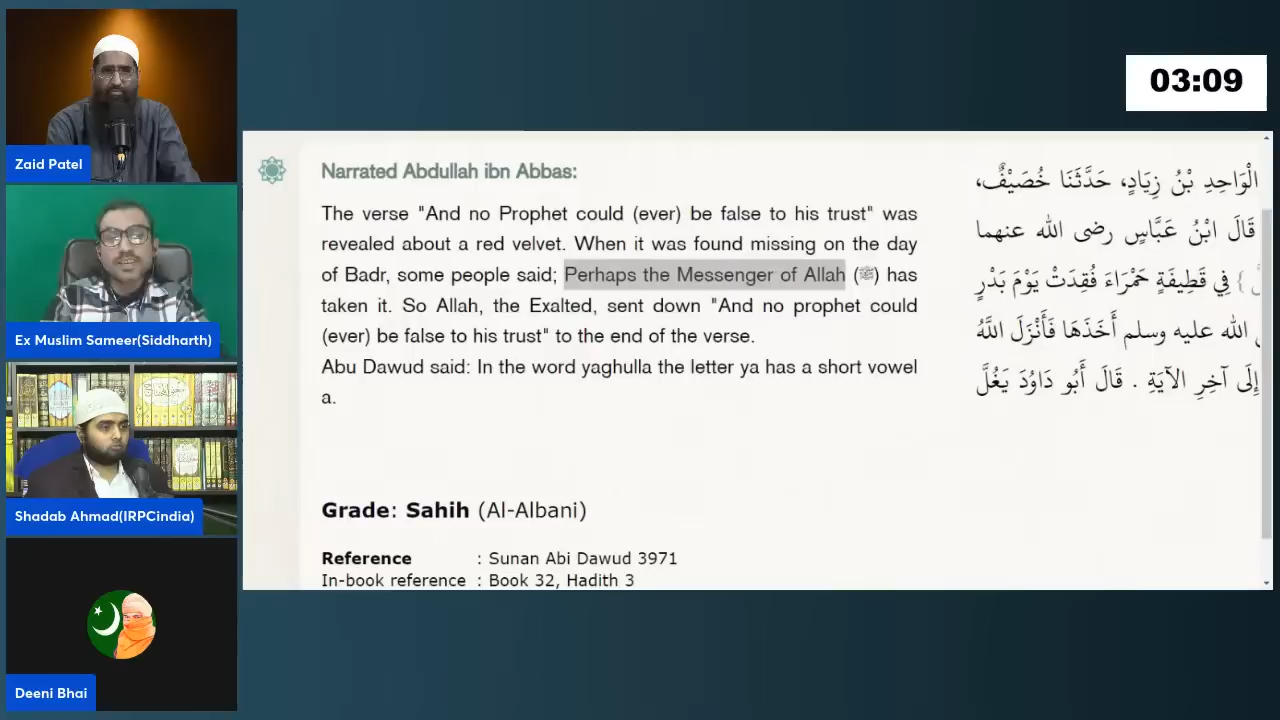 Zaid Patel
Ex Muslim Sameer(Siddharth)
Shadab Ahmad(IRPCindia)
Deeni Bhai
03:09
Narrated Abdullah ibn Abbas:
The verse "And no Prophet could (ever) be false to his trust" was
revealed about a red velvet. When it was found missing on the day
of Badr, some people said; Perhaps the Messenger of Allah (ﷺ) has
taken it. So Allah, the Exalted, sent down "And no prophet could
(ever) be false to his trust" to the end of the verse.
Abu Dawud said: In the word yaghulla the letter ya has a short vowel
a.
الْوَاحِدِ بْنُ زِيَادٍ، حَدَّثَنَا خُصَيْفٌ،
قَالَ ابْنُ عَبَّاسٍ رضى الله عنهما
} فِي قَطِيفَةٍ حَمْرَاءَ فُقِدَتْ يَوْمَ بَدْرٍ
الله عليه وسلم أَخَذَهَا فَأَنْزَلَ اللَّهُ
إِلَى آخِرِ الآيَةِ . قَالَ أَبُو دَاوُدَ يَغُلَّ
Grade: Sahih (Al-Albani)
Reference : Sunan Abi Dawud 3971
In-book reference : Book 32, Hadith 3